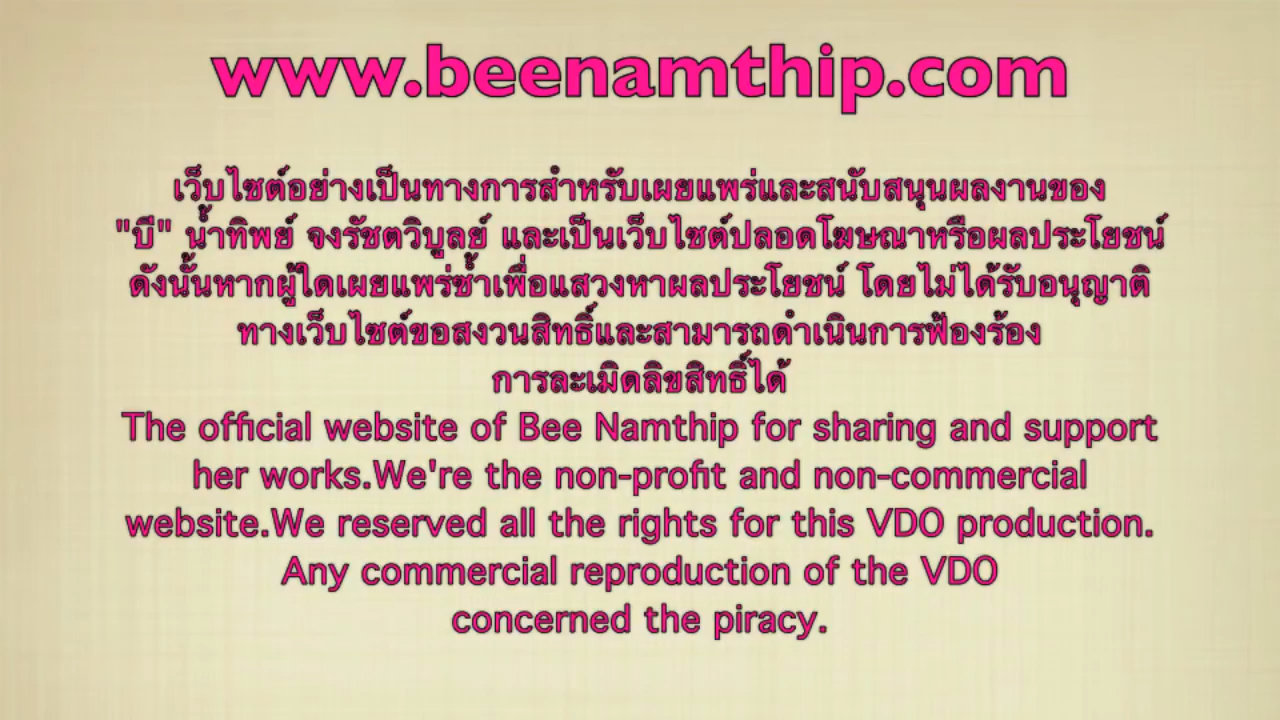 www.beenamthip.com
เว็บไซต์อย่างเป็นทางการสำหรับเผยแพร่และสนับสนุนผลงานของ
"บี" น้ำทิพย์ จงรัชตวิบูลย์ และเป็นเว็บไซต์ปลอดโฆษณาหรือผลประโยชน์
ดังนั้นหากผู้ใดเผยแพร่ซ้ำเพื่อแสวงหาผลประโยชน์ โดยไม่ได้รับอนุญาติ
ทางเว็บไซต์ขอสงวนสิทธิ์และสามารถดำเนินการฟ้องร้อง
การละเมิดลิขสิทธิ์ได้
The official website of Bee Namthip for sharing and support
her works.We're the non-profit and non-commercial
website.We reserved all the rights for this VDO production.
Any commercial reproduction of the VDO
concerned the piracy.